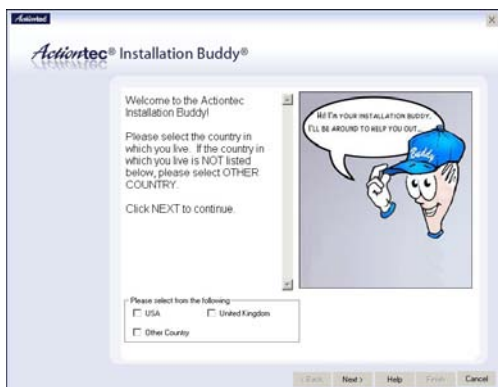 Actiontec
X
Actiontec® Installation Buddy®
Welcome to the Actiontec
Installation Buddy!
Please select the country in
which you live. If the country in
which you live is NOT listed
below, please select OTHER
COUNTRY.
Click NEXT to continue.
HI! I'M YOUR INSTALLATION BUDDY,
I'LL BE AROUND TO HELP YOU OUT...
Buddy
Please select from the following
USA
United Kingdom
Other Country
< Back
Next >
Help
Finish
Cancel